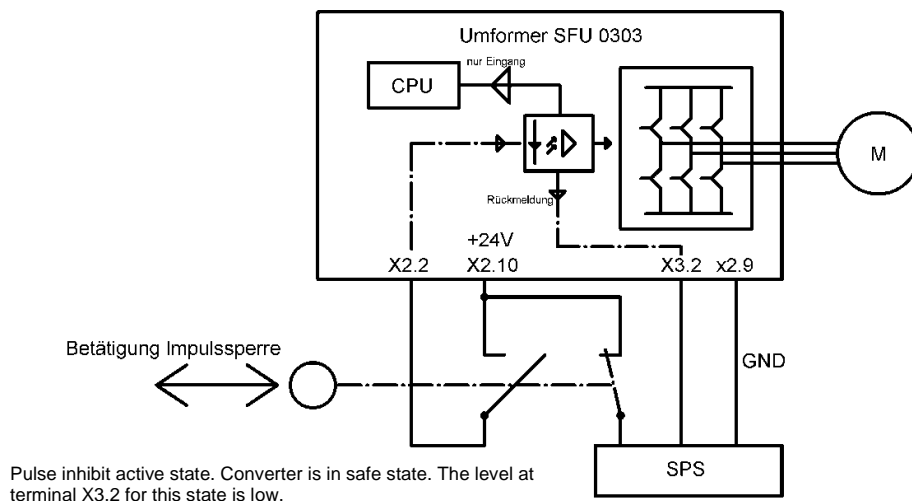 Umformer SFU 0303
nur Eingang
CPU
M
Rückmeldung
+24V
X2.2 X2.10 X3.2 x2.9
Betätigung Impulssperre
GND
SPS
Pulse inhibit active state. Converter is in safe state. The level at
terminal X3.2 for this state is low.